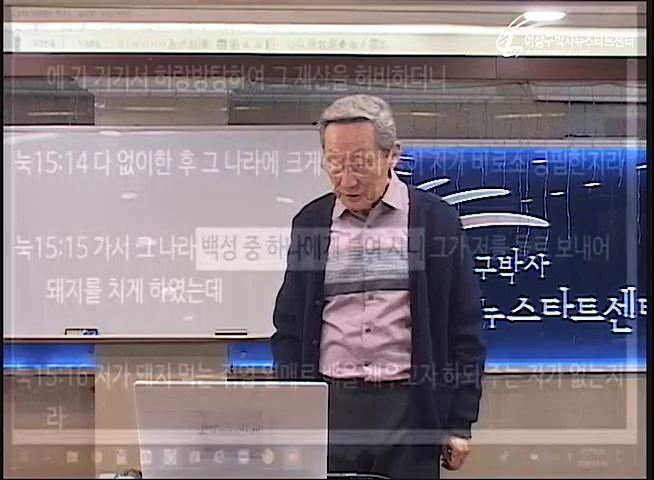 이상구박사뉴스타트센터
에 가 거기서 허랑방탕하여 그 재산을 허비하더니
눅15:14 다 없이한 후 그 나라에 크게
저가 비로소 궁핍한지라
눅15:15 가서 그 나라 백성 중 하나에게 붙여 사니 그가 저를 들로 보내어
돼지를 치게 하였는데
구박사
뉴스타트센터
눅15:16 저가 돼지 먹는 쥐엄 열매로 배를 채우고자 하되 주는 자가 없는지
라